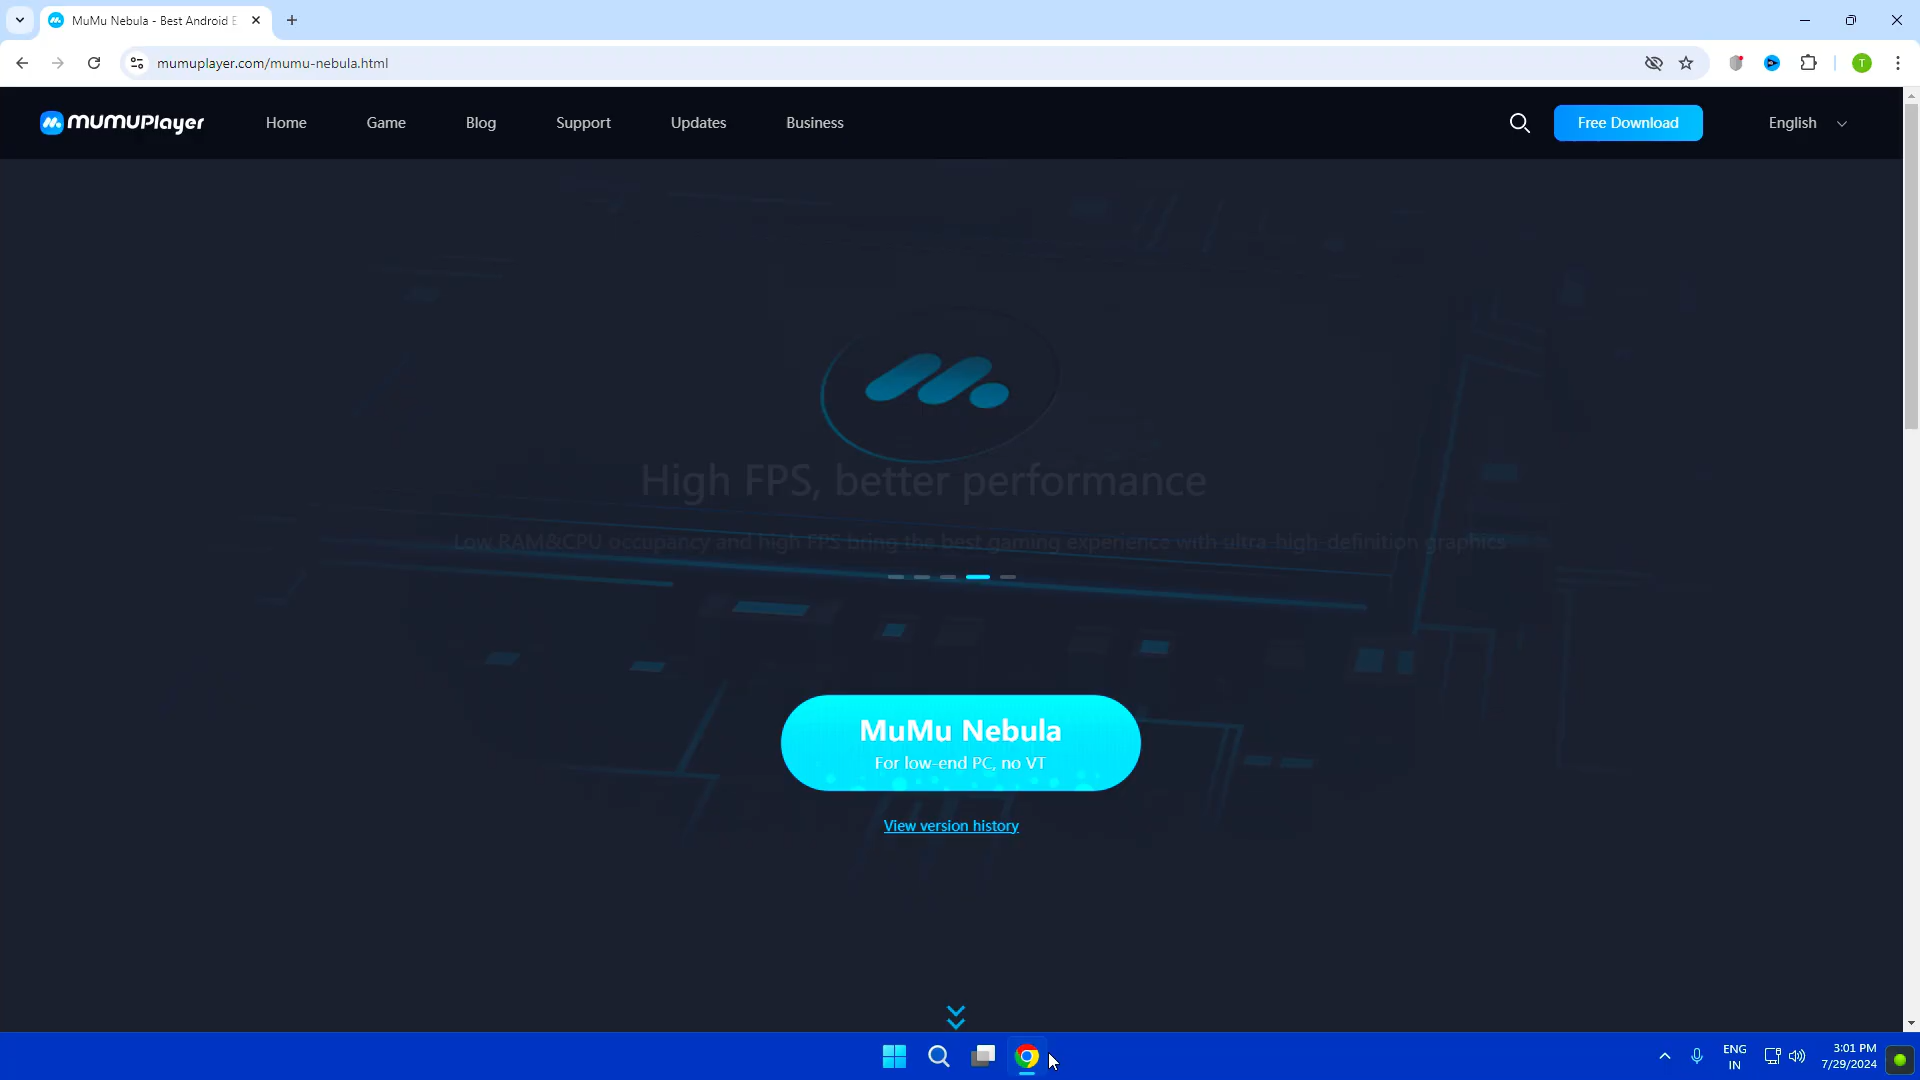 MuMu Nebula - Best Android E
mumuplayer.com/mumu-nebula.html
T
MUMUPlayer
Home
Game
Blog
Support
Updates
Business
Free Download
English
High FPS, better performance
Low RAM&CPU occupancy and high FPS bring the best gaming experience with ultra-high-definition graphics
MuMu Nebula
For low-end PC, no VT
View version history
ENG
IN
3:01 PM
7/29/2024